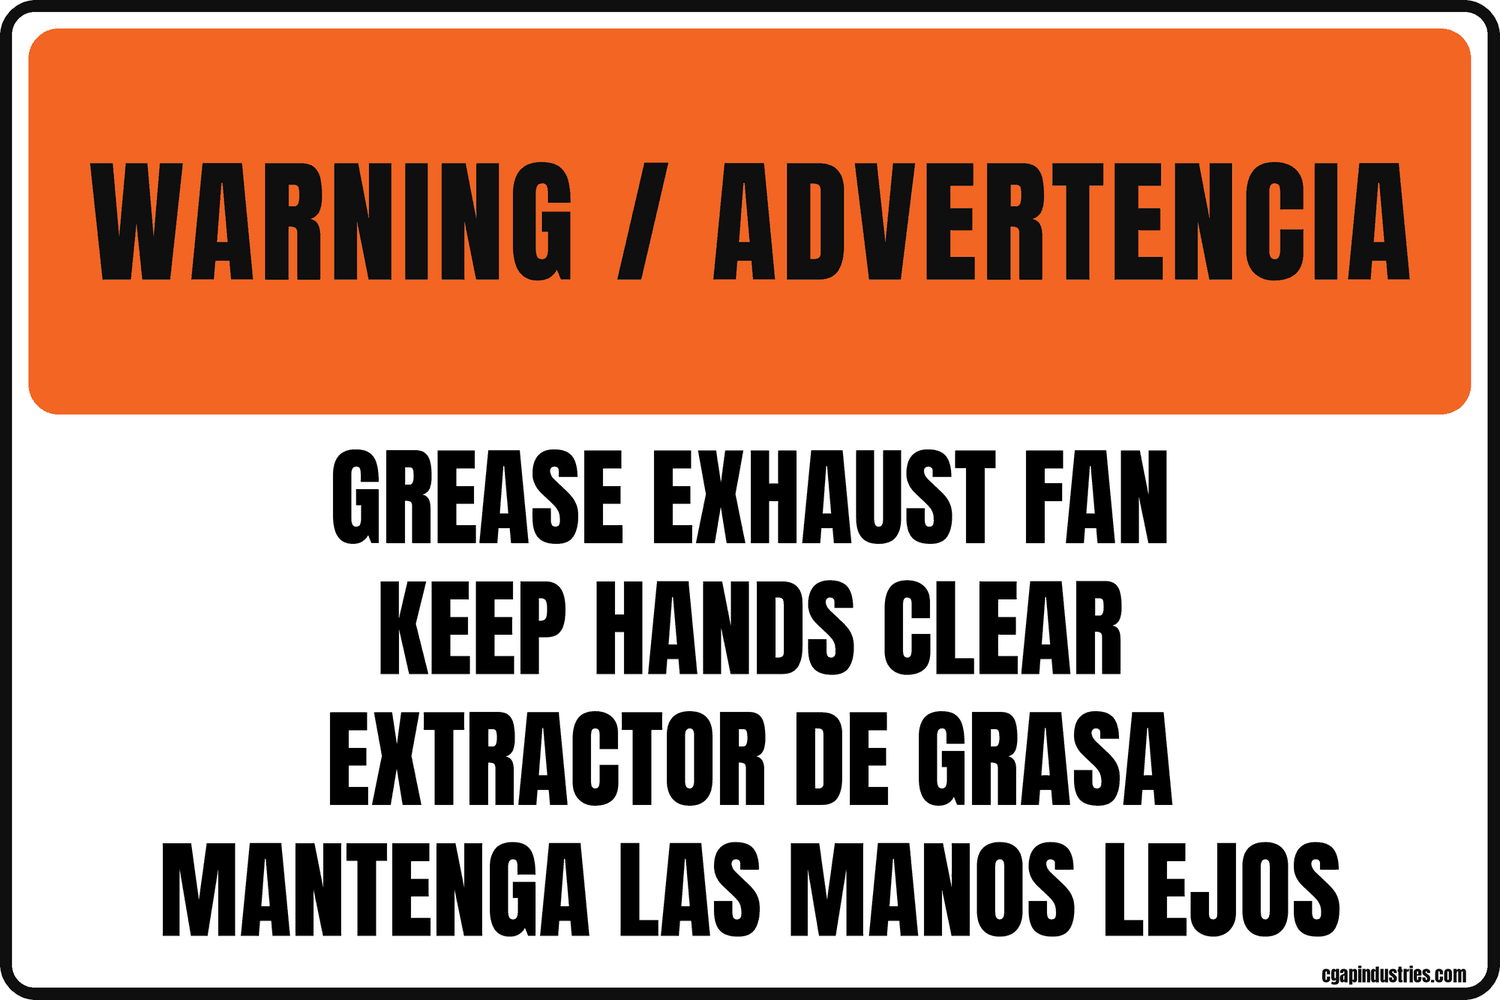 WARNING / ADVERTENCIA
GREASE EXHAUST FAN
KEEP HANDS CLEAR
EXTRACTOR DE GRASA
MANTENGA LAS MANOS LEJOS
cgapindustries.com